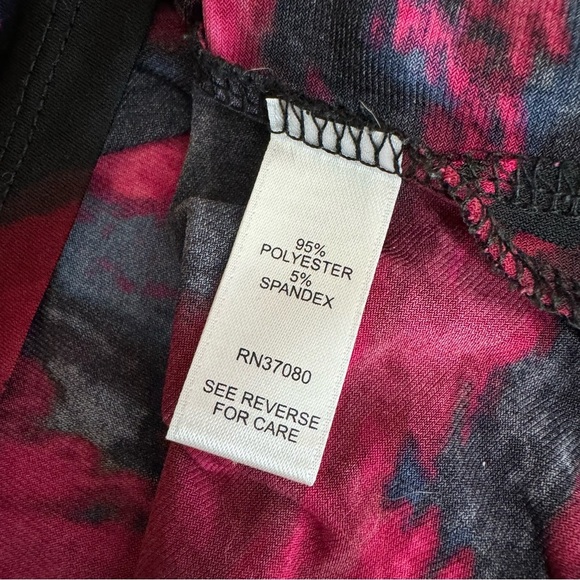 95%
POLYESTER
5%
SPANDEX
RN37080
SEE REVERSE
FOR CARE